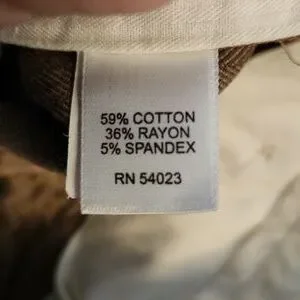 59% COTTON
36% RAYON
5% SPANDEX
RN 54023